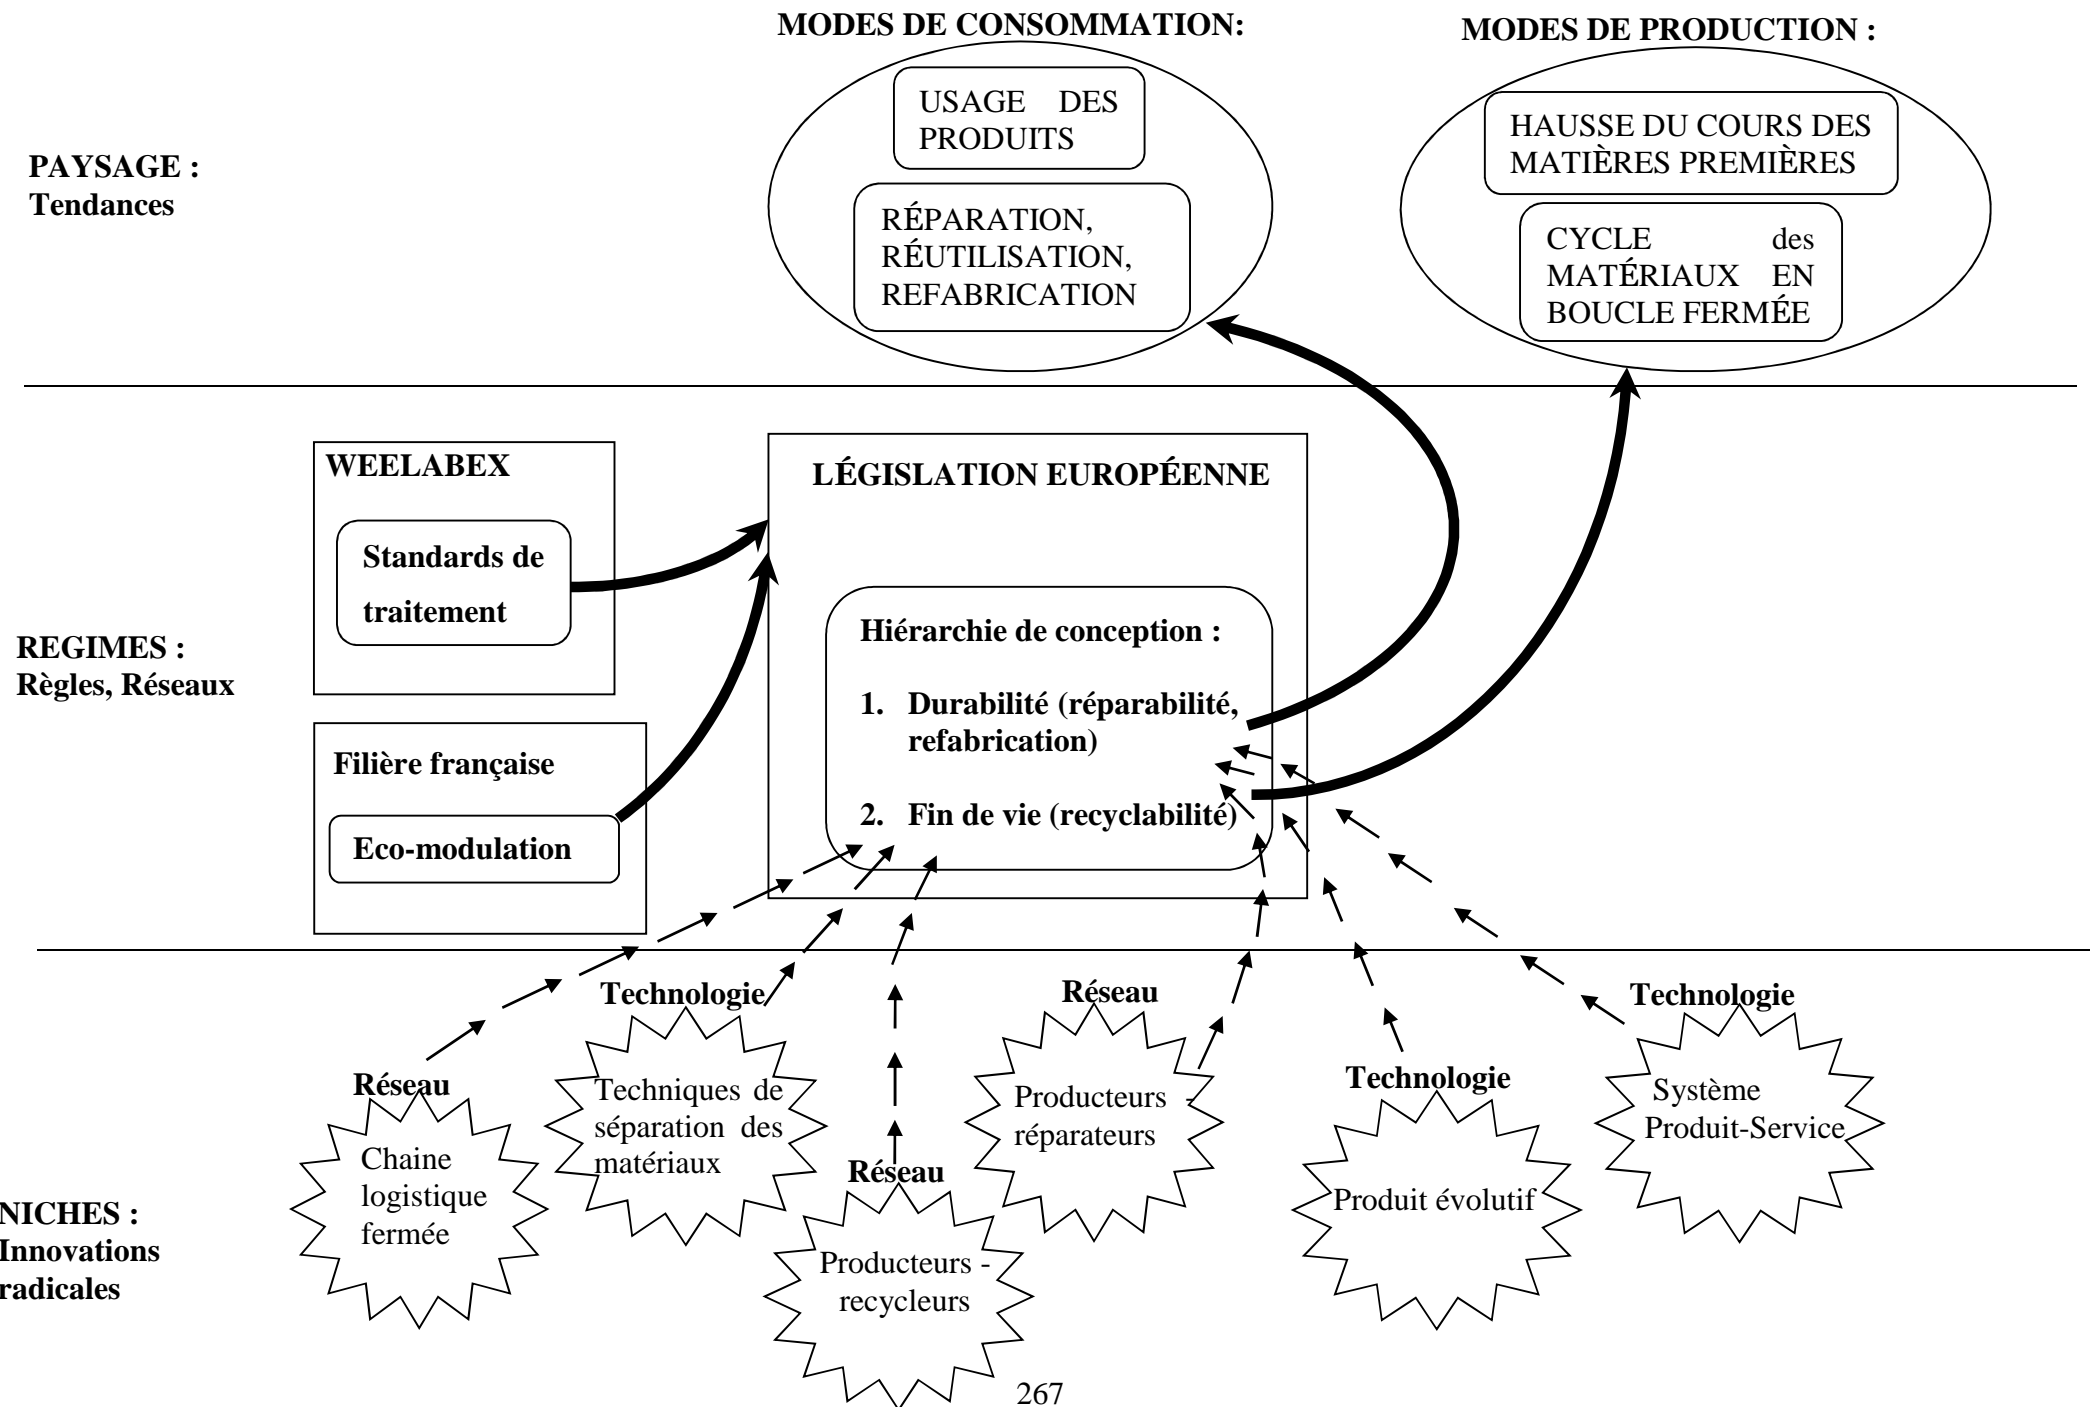 MODES DE CONSOMMATION:
MODES DE PRODUCTION :
USAGE DES
PRODUITS
RÉPARATION,
RÉUTILISATION,
REFABRICATION
HAUSSE DU COURS DES
MATIÈRES PREMIÈRES
CYCLE des
MATÉRIAUX EN
BOUCLE FERMÉE
PAYSAGE :
Tendances
WEELABEX
Standards de
traitement
LÉGISLATION EUROPÉENNE
Hiérarchie de conception :
1. Durabilité (réparabilité,
refabrication)
2. Fin de vie (recyclabilité)
REGIMES :
Règles, Réseaux
Filière française
Eco-modulation
Réseau
Chaine
logistique
fermée
Technologie
Techniques de
séparation des
matériaux
Réseau
Producteurs -
recycleurs
Réseau
Producteurs -
réparateurs
Technologie
Produit évolutif
Technologie
Système
Produit-Service
NICHES :
Innovations
radicales
267